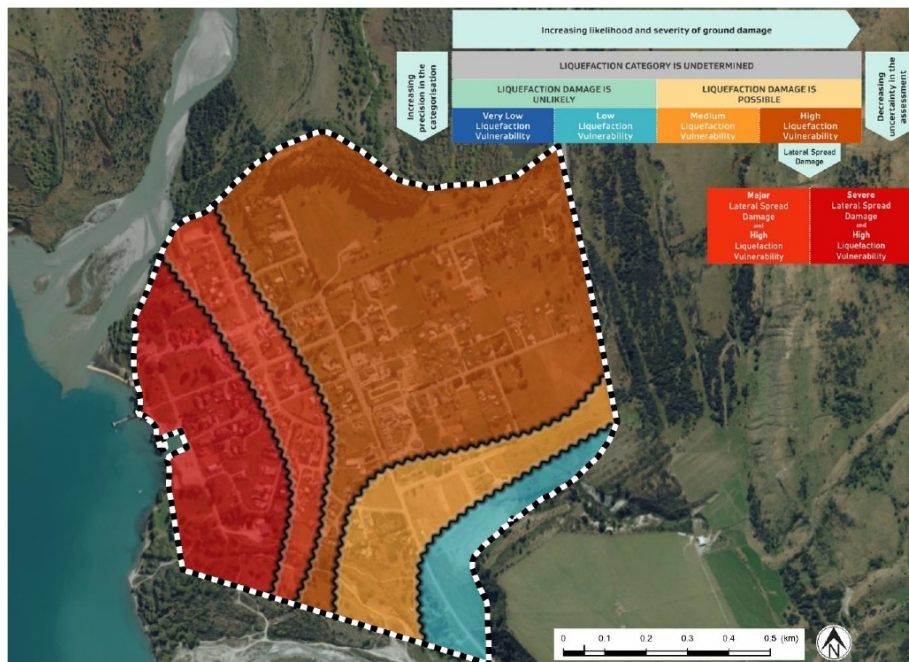 Increasing likelihood and severity of ground damage
Increasing
precision in the
categorisation
LIQUEFACTION CATEGORY IS UNDETERMINED
LIQUEFACTION DAMAGE IS
UNLIKELY
LIQUEFACTION DAMAGE IS
POSSIBLE
Very Low
Liquefaction
Vulnerability
Low
Liquefaction
Vulnerability
Medium
Liquefaction
Vulnerability
High
Liquefaction
Vulnerability
Decreasing
uncertainty in the
assessment
Lateral Spread
Damage
Major
Lateral Spread
Damage
and
High
Liquefaction
Vulnerability
Severe
Lateral Spread
Damage
and
High
Liquefaction
Vulnerability
0 0.1 0.2 0.3 0.4 0.5 (km)
N